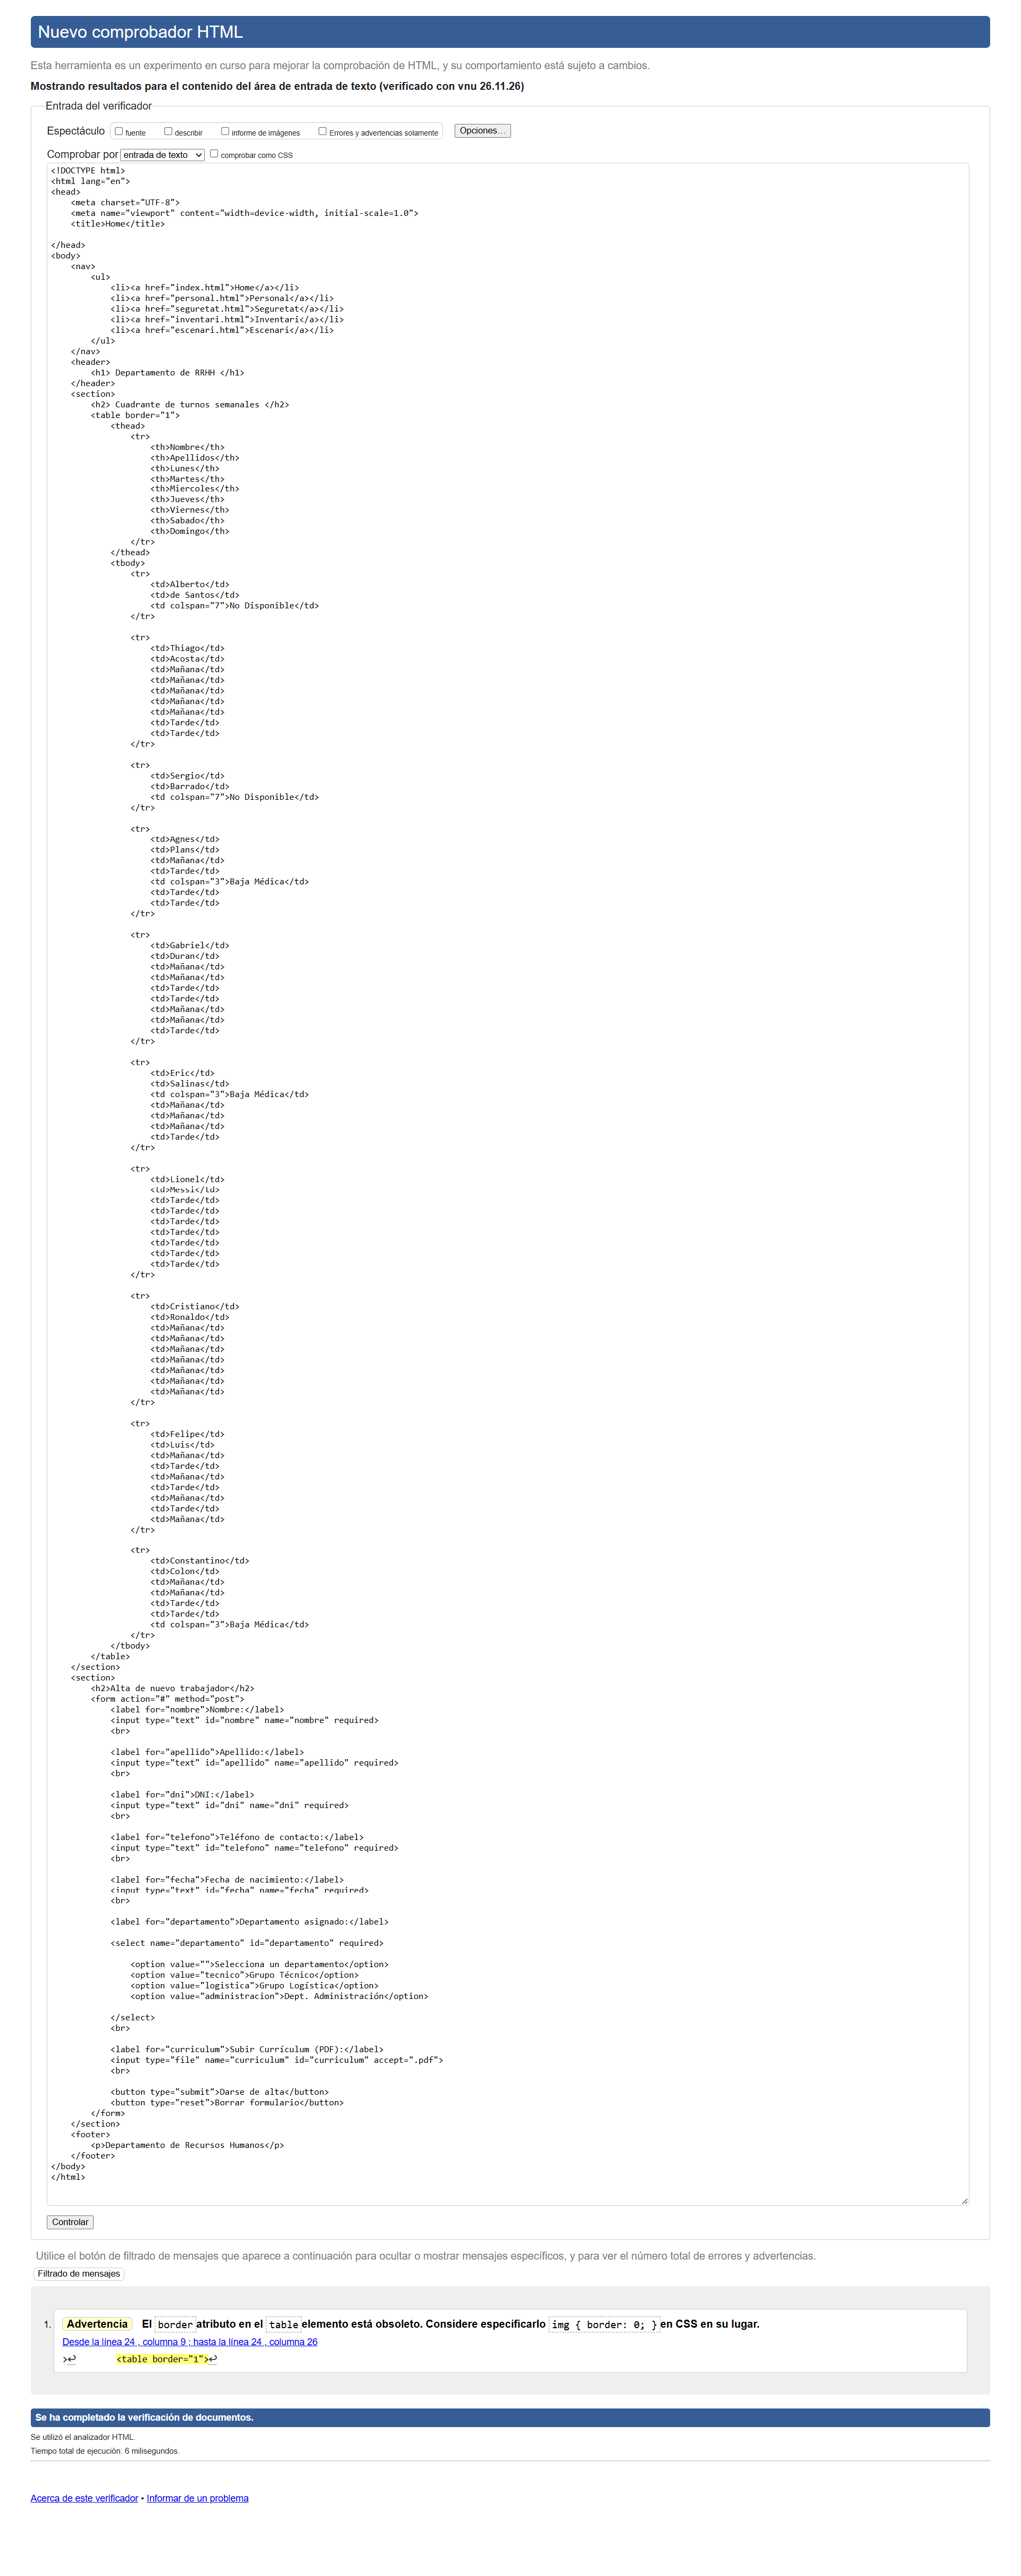 Nuevo comprobador HTML
Esta herramienta es un experimento en curso para mejorar la comprobación de HTML, y su comportamiento está sujeto a cambios.
Mostrando resultados para el contenido del área de entrada de texto (verificado con vnu 26.11.26)
Entrada del verificador
Espectáculo fuente describir informe de imágenes Errores y advertencias solamente Opciones…
Comprobar por entrada de texto comprobar como CSS
<!DOCTYPE html>
<html lang="en">
<head>
    <meta charset="UTF-8">
    <meta name="viewport" content="width=device-width, initial-scale=1.0">
    <title>Home</title>

</head>
<body>
    <nav>
        <ul>
            <li><a href="index.html">Home</a></li>
            <li><a href="personal.html">Personal</a></li>
            <li><a href="seguretat.html">Seguretat</a></li>
            <li><a href="inventari.html">Inventari</a></li>
            <li><a href="escenari.html">Escenari</a></li>
        </ul>
    </nav>
    <header>
        <h1> Departamento de RRHH </h1>
    </header>
    <section>
        <h2> Cuadrante de turnos semanales </h2>
        <table border="1">
            <thead>
                <tr>
                    <th>Nombre</th>
                    <th>Apellidos</th>
                    <th>Lunes</th>
                    <th>Martes</th>
                    <th>Miercoles</th>
                    <th>Jueves</th>
                    <th>Viernes</th>
                    <th>Sabado</th>
                    <th>Domingo</th>
                </tr>
            </thead>
            <tbody>
                <tr>
                    <td>Alberto</td>
                    <td>de Santos</td>
                    <td colspan="7">No Disponible</td>
                </tr>

                <tr>
                    <td>Thiago</td>
                    <td>Acosta</td>
                    <td>Mañana</td>
                    <td>Mañana</td>
                    <td>Mañana</td>
                    <td>Mañana</td>
                    <td>Mañana</td>
                    <td>Tarde</td>
                    <td>Tarde</td>
                </tr>

                <tr>
                    <td>Sergio</td>
                    <td>Barrado</td>
                    <td colspan="7">No Disponible</td>
                </tr>

                <tr>
                    <td>Agnes</td>
                    <td>Plans</td>
                    <td>Mañana</td>
                    <td>Tarde</td>
                    <td colspan="3">Baja Médica</td>
                    <td>Tarde</td>
                    <td>Tarde</td>
                </tr>

                <tr>
                    <td>Gabriel</td>
                    <td>Duran</td>
                    <td>Mañana</td>
                    <td>Mañana</td>
                    <td>Tarde</td>
                    <td>Tarde</td>
                    <td>Mañana</td>
                    <td>Mañana</td>
                    <td>Tarde</td>
                </tr>

                <tr>
                    <td>Eric</td>
                    <td>Salinas</td>
                    <td colspan="3">Baja Médica</td>
                    <td>Mañana</td>
                    <td>Mañana</td>
                    <td>Mañana</td>
                    <td>Tarde</td>
                </tr>

                <tr>
                    <td>Lionel</td>
                    <td>Messi</td>
                    <td>Tarde</td>
                    <td>Tarde</td>
                    <td>Tarde</td>
                    <td>Tarde</td>
                    <td>Tarde</td>
                    <td>Tarde</td>
                    <td>Tarde</td>
                </tr>

                <tr>
                    <td>Cristiano</td>
                    <td>Ronaldo</td>
                    <td>Mañana</td>
                    <td>Mañana</td>
                    <td>Mañana</td>
                    <td>Mañana</td>
                    <td>Mañana</td>
                    <td>Mañana</td>
                    <td>Mañana</td>
                </tr>

                <tr>
                    <td>Felipe</td>
                    <td>Luis</td>
                    <td>Mañana</td>
                    <td>Tarde</td>
                    <td>Mañana</td>
                    <td>Tarde</td>
                    <td>Mañana</td>
                    <td>Tarde</td>
                    <td>Mañana</td>
                </tr>

                <tr>
                    <td>Constantino</td>
                    <td>Colon</td>
                    <td>Mañana</td>
                    <td>Mañana</td>
                    <td>Tarde</td>
                    <td>Tarde</td>
                    <td colspan="3">Baja Médica</td>
                </tr>
            </tbody>
        </table>
    </section>
    <section>
        <h2>Alta de nuevo trabajador</h2>
        <form action="#" method="post">
            <label for="nombre">Nombre:</label>
            <input type="text" id="nombre" name="nombre" required>
            <br>

            <label for="apellido">Apellido:</label>
            <input type="text" id="apellido" name="apellido" required>
            <br>

            <label for="dni">DNI:</label>
            <input type="text" id="dni" name="dni" required>
            <br>

            <label for="telefono">Teléfono de contacto:</label>
            <input type="text" id="telefono" name="telefono" required>
            <br>

            <label for="fecha">Fecha de nacimiento:</label>
            <input type="text" id="fecha" name="fecha" required>
            <br>

            <label for="departamento">Departamento asignado:</label>

            <select name="departamento" id="departamento" required>

                <option value="">Selecciona un departamento</option>
                <option value="tecnico">Grupo Técnico</option>
                <option value="logistica">Grupo Logística</option>
                <option value="administracion">Dept. Administración</option>

            </select>
            <br>

            <label for="curriculum">Subir Currículum (PDF):</label>
            <input type="file" name="curriculum" id="curriculum" accept=".pdf">
            <br>

            <button type="submit">Darse de alta</button>
            <button type="reset">Borrar formulario</button>
        </form>
    </section>
    <footer>
        <p>Departamento de Recursos Humanos</p>
    </footer>
</body>
</html>
Controlar
Utilice el botón de filtrado de mensajes que aparece a continuación para ocultar o mostrar mensajes específicos, y para ver el número total de errores y advertencias.
Filtrado de mensajes
1. Advertencia El border atributo en el table elemento está obsoleto. Considere especificarlo img { border: 0; } en CSS en su lugar.
Desde la línea 24 , columna 9 ; hasta la línea 24 , columna 26
>↩ <table border="1">↩
Se ha completado la verificación de documentos.
Se utilizó el analizador HTML.
Tiempo total de ejecución: 6 milisegundos.
Acerca de este verificador • Informar de un problema